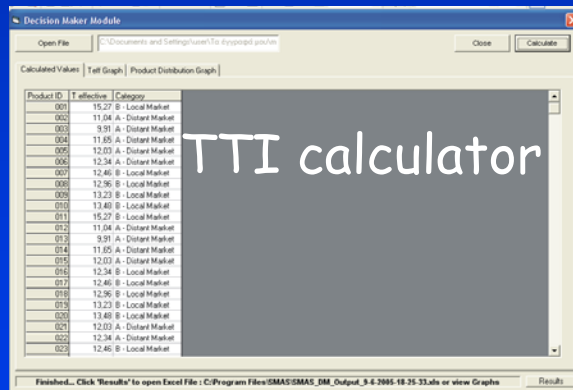 Decision Maker Module
Open File C:\Documents and Settings\user\Τα έγγραφά μου\m Close Calculate
Calculated Values Teff Graph Product Distribution Graph
Product ID T effective Category
001 15,27 B - Local Market
002 11,04 A - Distant Market
003 9,91 A - Distant Market
004 11,65 A - Distant Market
005 12,03 A - Distant Market
006 12,34 A - Distant Market
007 12,46 B - Local Market
008 12,96 B - Local Market
009 13,23 B - Local Market
010 13,48 B - Local Market
011 15,27 B - Local Market
012 11,04 A - Distant Market
013 9,91 A - Distant Market
014 11,65 A - Distant Market
015 12,03 A - Distant Market
016 12,34 B - Local Market
017 12,46 B - Local Market
018 12,96 B - Local Market
019 13,23 B - Local Market
020 13,48 B - Local Market
021 12,03 A - Distant Market
022 12,34 A - Distant Market
023 12,46 B - Local Market
TTI calculator
Finished... Click 'Results' to open Excel File : C:\Program Files\SMAS\SMAS_DM_Output_9-6-2005-18-25-33.xls or view Graphs Results